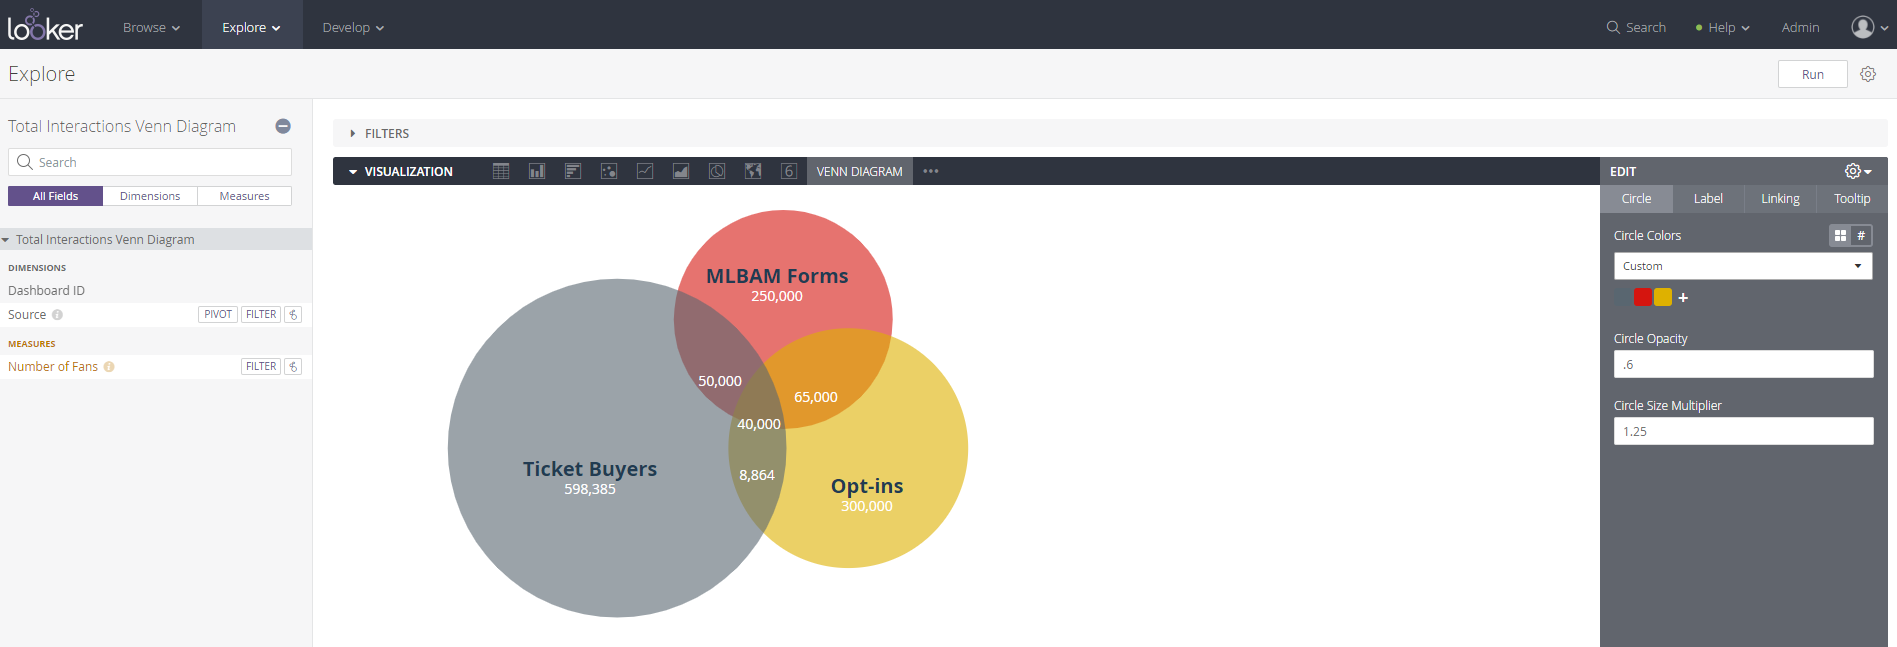 looker
Browse Explore Develop Search Help Admin
Explore Run
Total Interactions Venn Diagram
Search
All Fields Dimensions Measures
Total Interactions Venn Diagram
DIMENSIONS
Dashboard ID
Source PIVOT FILTER
MEASURES
Number of Fans FILTER
FILTERS
VISUALIZATION 6 VENN DIAGRAM
MLBAM Forms
250,000
50,000
65,000
40,000
Ticket Buyers
598,385
8,864
Opt-ins
300,000
EDIT
Circle Label Linking Tooltip
Circle Colors #
Custom
+
Circle Opacity
.6
Circle Size Multiplier
1.25